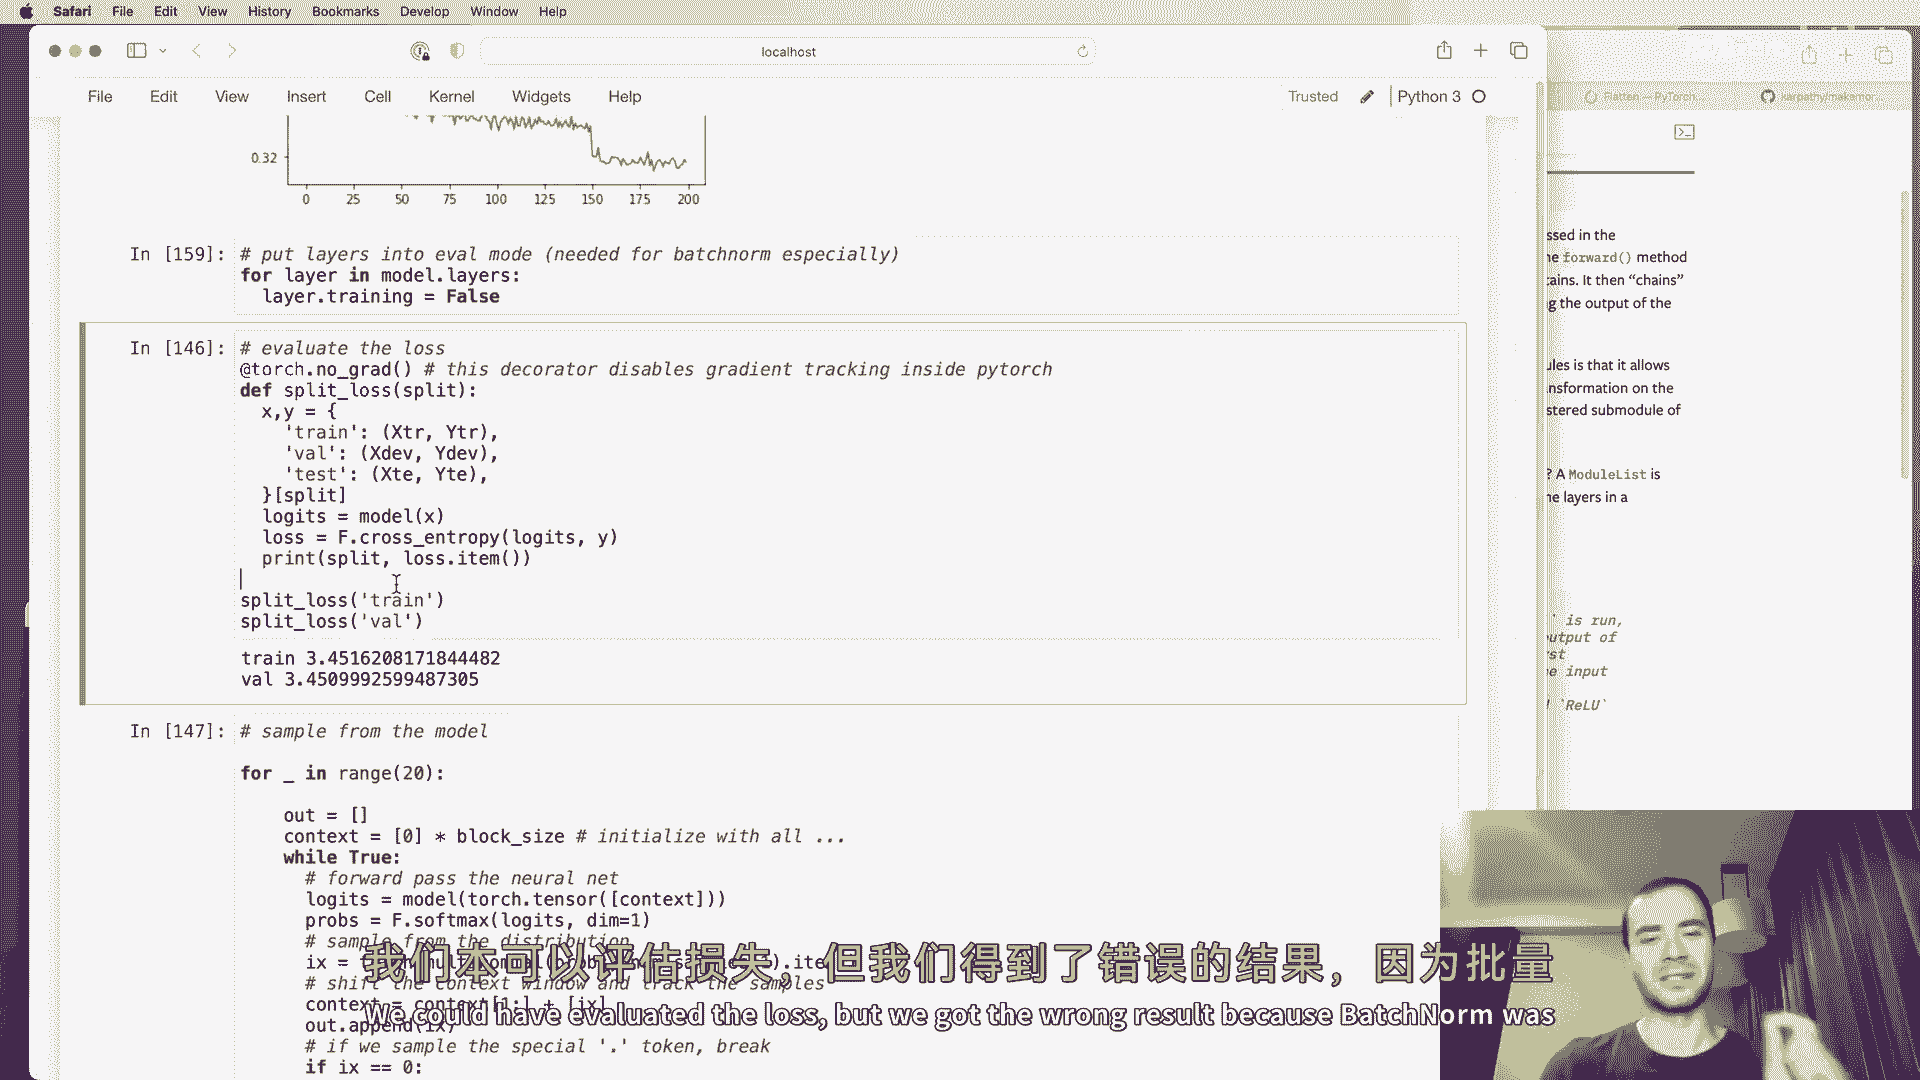 Safari File Edit View History Bookmarks Develop Window Help
localhost
File Edit View Insert Cell Kernel Widgets Help
Trusted Python 3
Flatten — PyTorch...
karpathy/makemor...
0.32
0 25 50 75 100 125 150 175 200
In [159]: # put layers into eval mode (needed for batchnorm especially)
for layer in model.layers:
layer.training = False
In [146]: # evaluate the loss
@torch.no_grad() # this decorator disables gradient tracking inside pytorch
def split_loss(split):
x,y = {
'train': (Xtr, Ytr),
'val': (Xdev, Ydev),
'test': (Xte, Yte),
}[split]
logits = model(x)
loss = F.cross_entropy(logits, y)
print(split, loss.item())
split_loss('train')
split_loss('val')
train 3.4516208171844482
val 3.4509992599487305
In [147]: # sample from the model
for _ in range(20):
out = []
context = [0] * block_size # initialize with all ...
while True:
# forward pass the neural net
logits = model(torch.tensor([context]))
probs = F.softmax(logits, dim=1)
# sample from the distribution
ix =
# shift the context window and track the samples
context = context[1:] + [ix]
out.append(ix)
# if we sample the special '.' token, break
if ix == 0:
ssed in the
ne forward() method
tains. It then “chains”
g the output of the
ules is that it allows
nsformation on the
stered submodule of
? A ModuleList is
he layers in a
` is run,
utput of
rst
e input
`ReLU`
我们本可以评估损失，但我们得到了错误的结果，因为批量
We could have evaluated the loss, but we got the wrong result because BatchNorm was